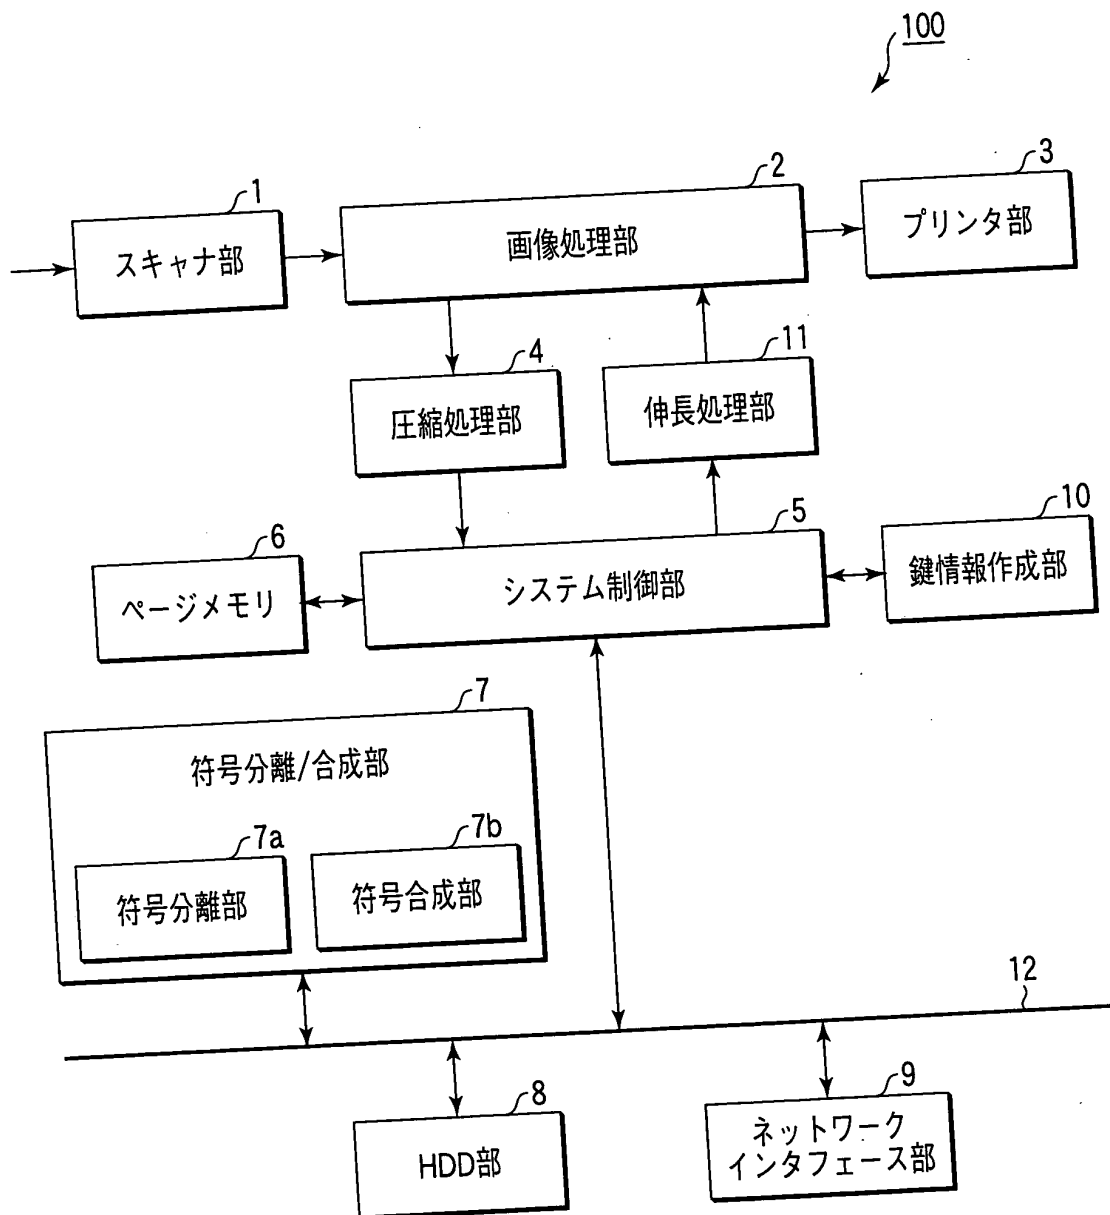 100
1
スキャナ部
2
画像処理部
3
プリンタ部
4
圧縮処理部
11
伸長処理部
6
ページメモリ
5
システム制御部
10
鍵情報作成部
7
符号分離/合成部
7a
符号分離部
7b
符号合成部
12
8
HDD部
9
ネットワーク
インタフェース部